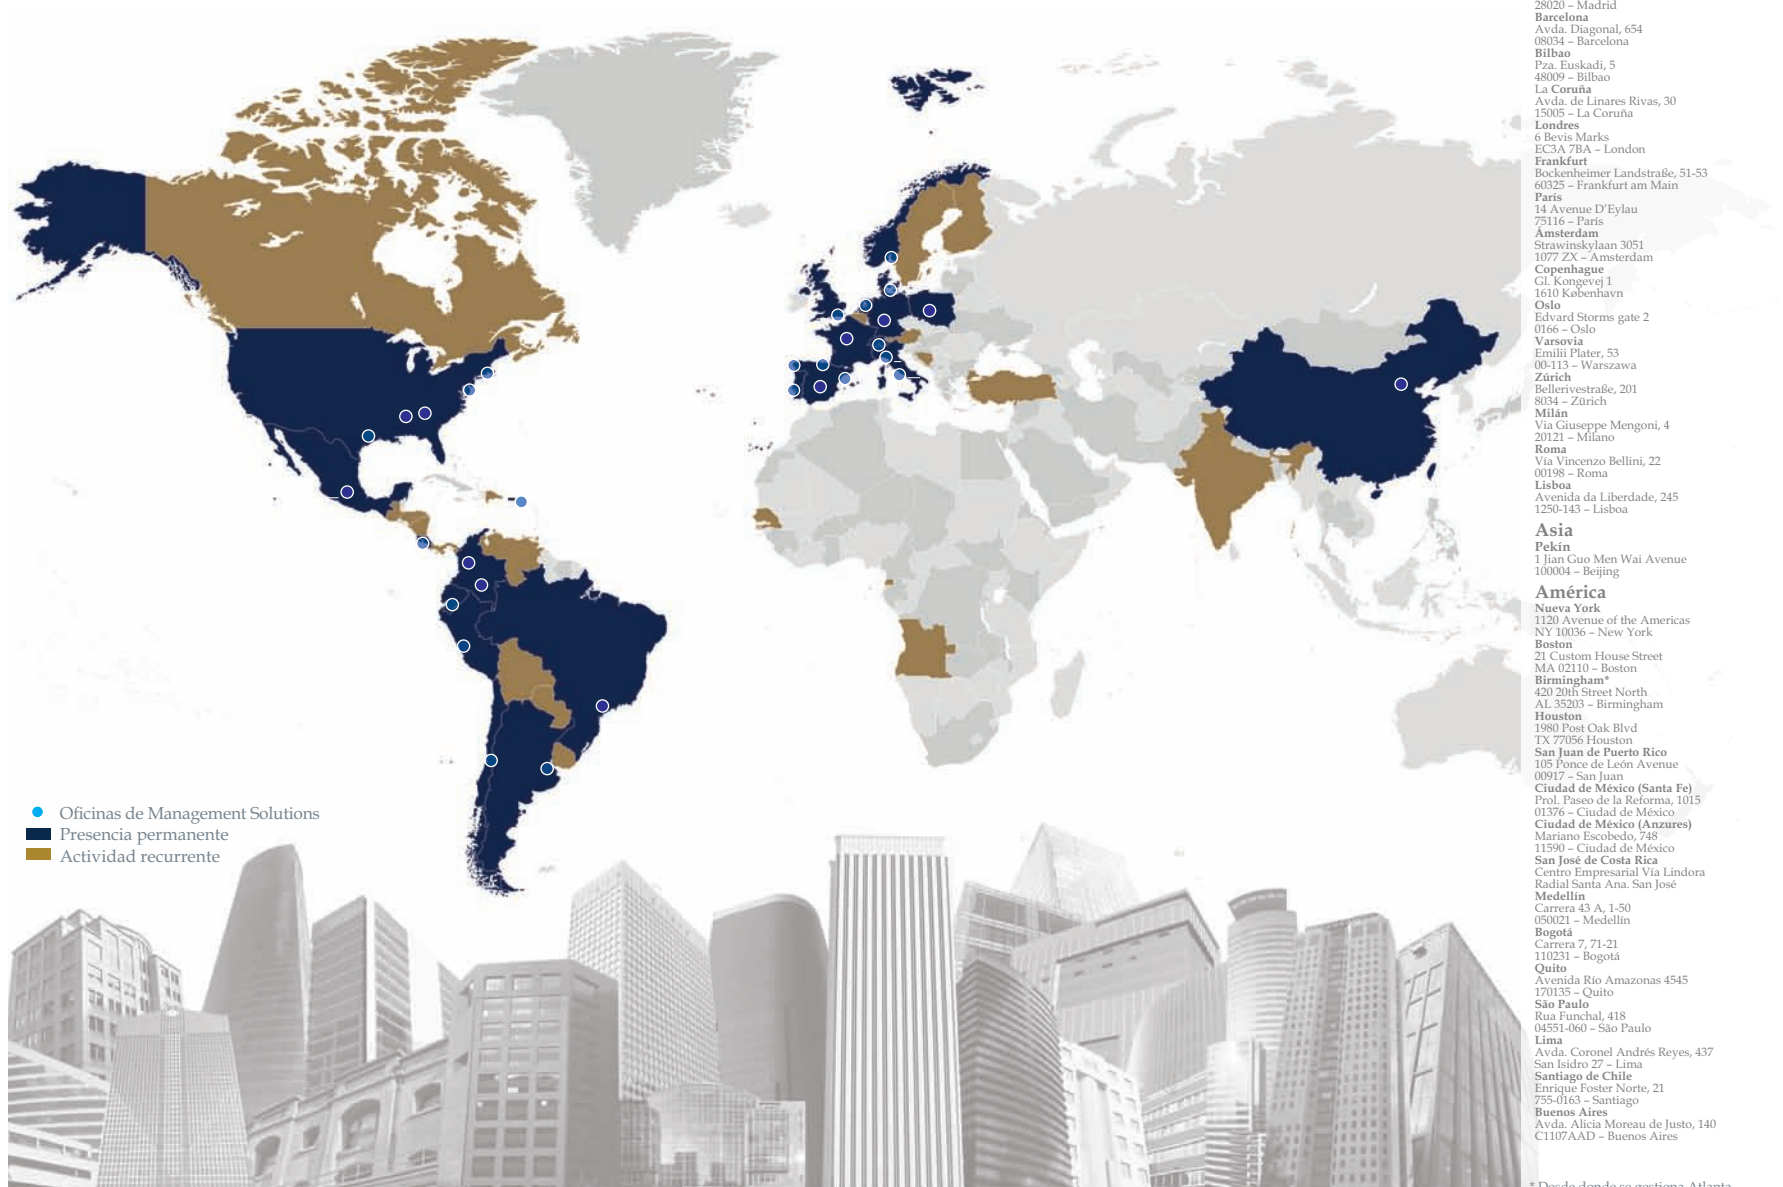 Oficinas de Management Solutions
Presencia permanente
Actividad recurrente
28020 – Madrid
Barcelona
Avda. Diagonal, 654
08034 – Barcelona
Bilbao
Pza. Euskadi, 5
48009 – Bilbao
La Coruña
Avda. de Linares Rivas, 30
15005 – La Coruña
Londres
6 Bevis Marks
EC3A 7BA – London
Frankfurt
Bockenheimer Landstraße, 51-53
60325 – Frankfurt am Main
París
14 Avenue D’Eylau
75116 – París
Ámsterdam
Strawinskylaan 3051
1077 ZX – Amsterdam
Copenhague
Gl. Kongevej 1
1610 København
Oslo
Edvard Storms gate 2
0166 – Oslo
Varsovia
Emilii Plater, 53
00-113 – Warszawa
Zúrich
Bellerivestraße, 201
8034 – Zürich
Milán
Via Giuseppe Mengoni, 4
20121 – Milano
Roma
Vía Vincenzo Bellini, 22
00198 – Roma
Lisboa
Avenida da Liberdade, 245
1250-143 – Lisboa
Asia
Pekín
1 Jian Guo Men Wai Avenue
100004 – Beijing
América
Nueva York
1120 Avenue of the Americas
NY 10036 – New York
Boston
21 Custom House Street
MA 02110 – Boston
Birmingham*
420 20th Street North
AL 35203 – Birmingham
Houston
1980 Post Oak Blvd
TX 77056 Houston
San Juan de Puerto Rico
105 Ponce de León Avenue
00917 – San Juan
Ciudad de México (Santa Fe)
Prol. Paseo de la Reforma, 1015
01376 – Ciudad de México
Ciudad de México (Anzures)
Mariano Escobedo, 748
11590 – Ciudad de México
San José de Costa Rica
Centro Empresarial Vía Lindora
Radial Santa Ana. San José
Medellín
Carrera 43 A, 1-50
050021 – Medellín
Bogotá
Carrera 7, 71-21
110231 – Bogotá
Quito
Avenida Río Amazonas 4545
170135 – Quito
São Paulo
Rua Funchal, 418
04551-060 – São Paulo
Lima
Avda. Coronel Andrés Reyes, 437
San Isidro 27 – Lima
Santiago de Chile
Enrique Foster Norte, 21
755-0163 – Santiago
Buenos Aires
Avda. Alicia Moreau de Justo, 140
C1107AAD – Buenos Aires
* Desde donde se gestiona Atlanta